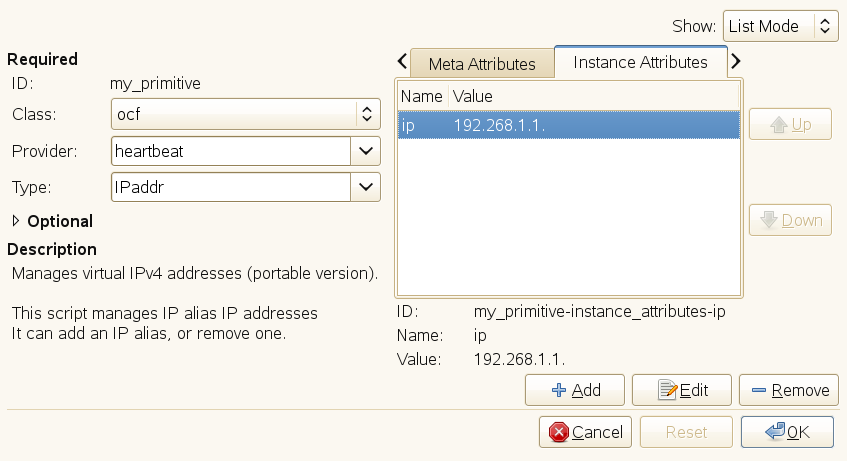 Show: List Mode
Required
ID: my_primitive
Class: ocf
Provider: heartbeat
Type: IPaddr
Optional
Description
Manages virtual IPv4 addresses (portable version).
This script manages IP alias IP addresses
It can add an IP alias, or remove one.
Meta Attributes Instance Attributes
Name Value
ip 192.168.1.1.
Up
Down
ID: my_primitive-instance_attributes-ip
Name: ip
Value: 192.168.1.1.
Add Edit Remove
Cancel Reset OK